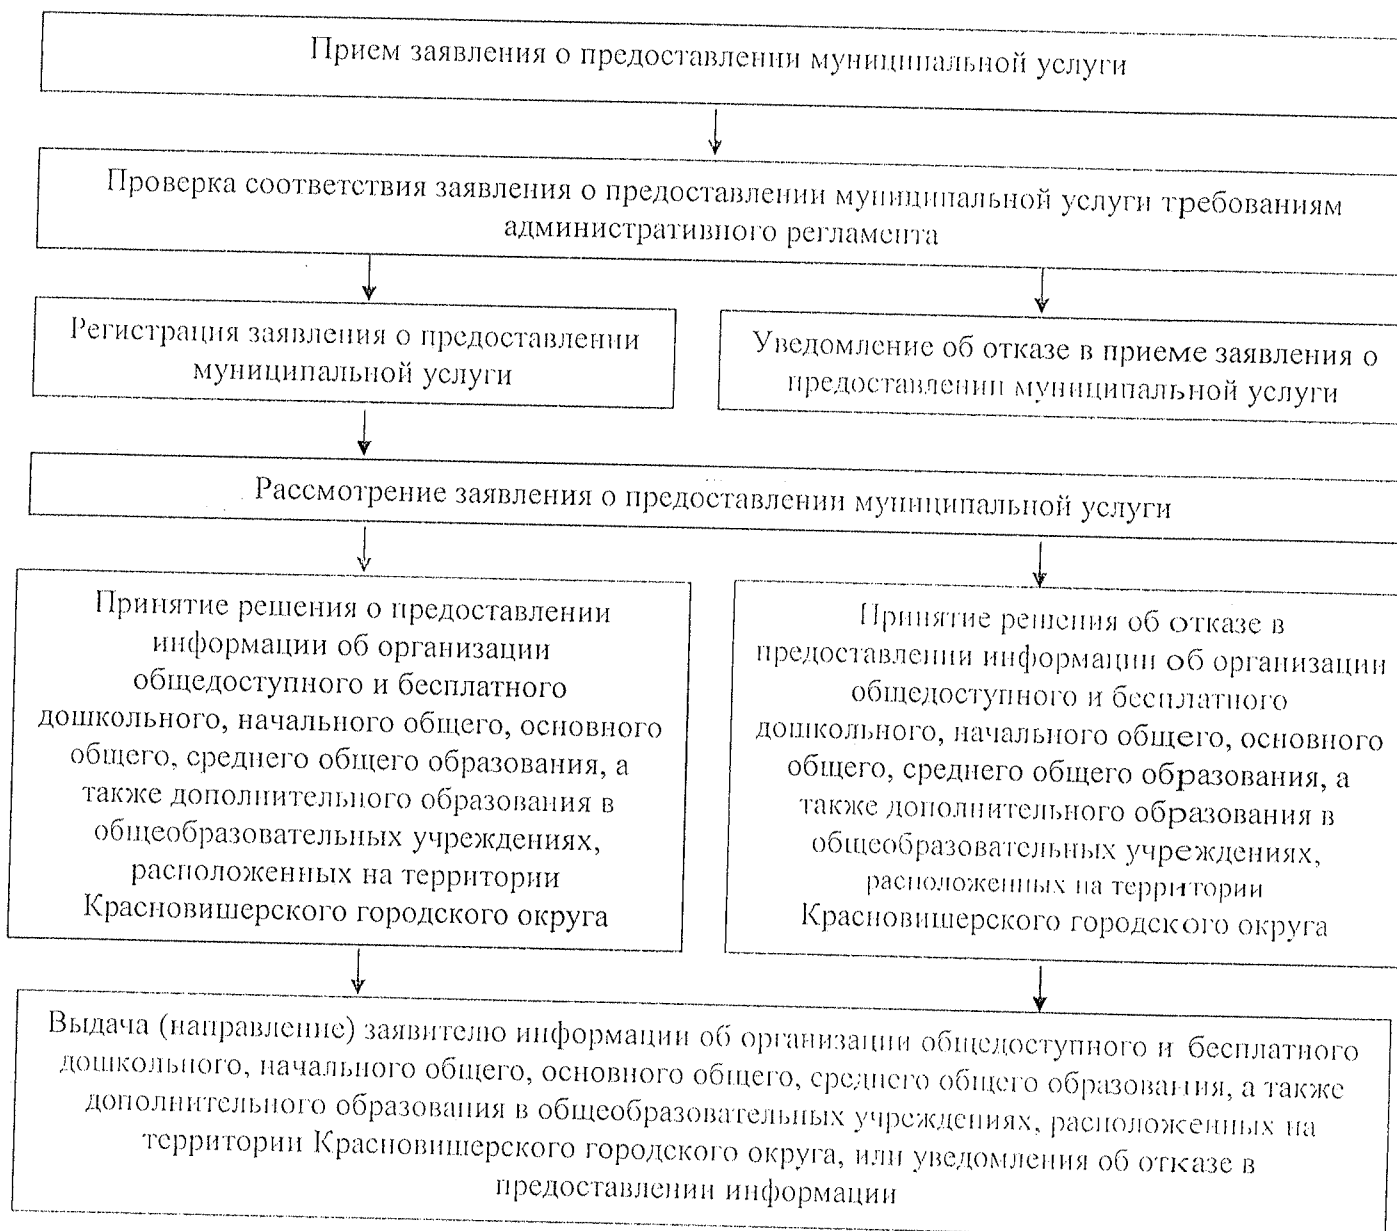 Прием заявления о предоставлении муниципальной услуги
Проверка соответствия заявления о предоставлении муниципальной услуги требованиям
административного регламента
Регистрация заявления о предоставлении
муниципальной услуги
Уведомление об отказе в приеме заявления о
предоставлении муниципальной услуги
Рассмотрение заявления о предоставлении муниципальной услуги
Принятие решения о предоставлении
информации об организации
общедоступного и бесплатного
дошкольного, начального общего, основного
общего, среднего общего образования, а
также дополнительного образования в
общеобразовательных учреждениях,
расположенных на территории
Красновишерского городского округа
Принятие решения об отказе в
предоставлении информации об организации
общедоступного и бесплатного
дошкольного, начального общего, основного
общего, среднего общего образования, а
также дополнительного образования в
общеобразовательных учреждениях,
расположенных на территории
Красновишерского городского округа
Выдача (направление) заявителю информации об организации общедоступного и бесплатного
дошкольного, начального общего, основного общего, среднего общего образования, а также
дополнительного образования в общеобразовательных учреждениях, расположенных на
территории Красновишерского городского округа, или уведомления об отказе в
предоставлении информации